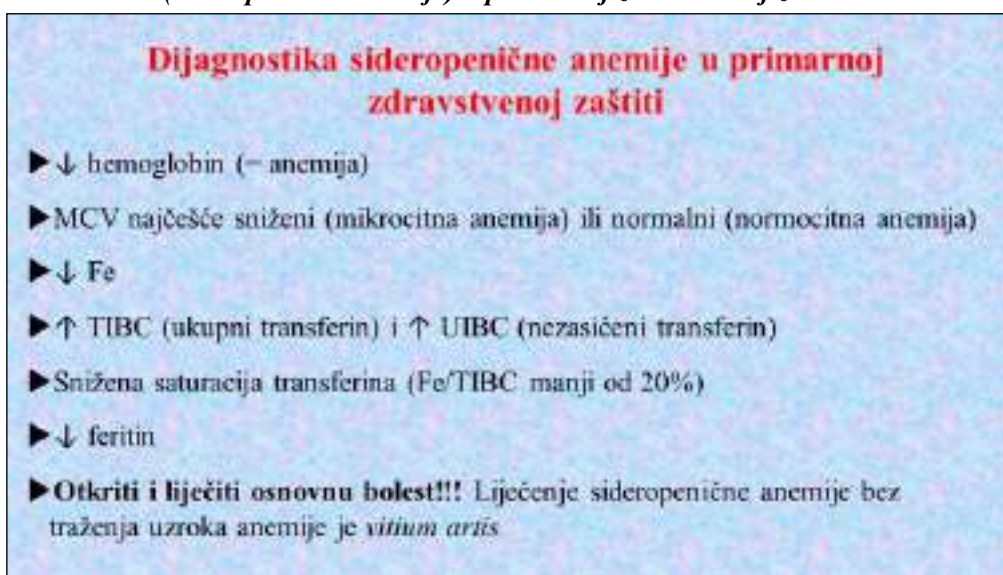 Dijagnostika sideropenične anemije u primarnoj
zdravstvenoj zaštiti
▶↓ hemoglobin (= anemija)
▶MCV najčešće sniženi (mikrocitna anemija) ili normalni (normocitna anemija)
▶↓ Fe
▶↑ TIBC (ukupni transferin) i ↑ UIBC (nezasićeni transferin)
▶Snižena saturacija transferina (Fe/TIBC manji od 20%)
▶↓ feritin
▶Otkriti i liječiti osnovnu bolest!!! Liječenje sideropenične anemije bez
traženja uzroka anemije je vitium artis